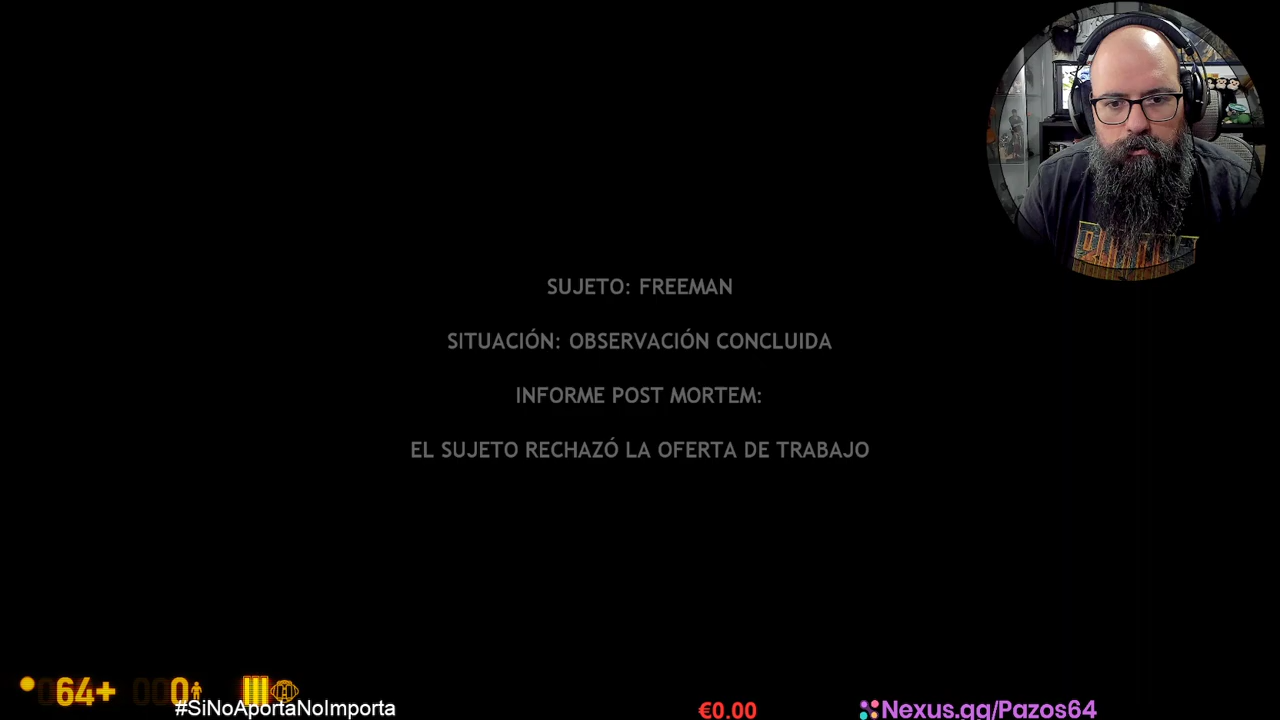 SUJETO: FREEMAN
SITUACIÓN: OBSERVACIÓN CONCLUIDA
INFORME POST MORTEM:
EL SUJETO RECHAZÓ LA OFERTA DE TRABAJO
64+ 0
#SiNoAportaNoImporta
€0.00
Nexus.gg/Pazos64